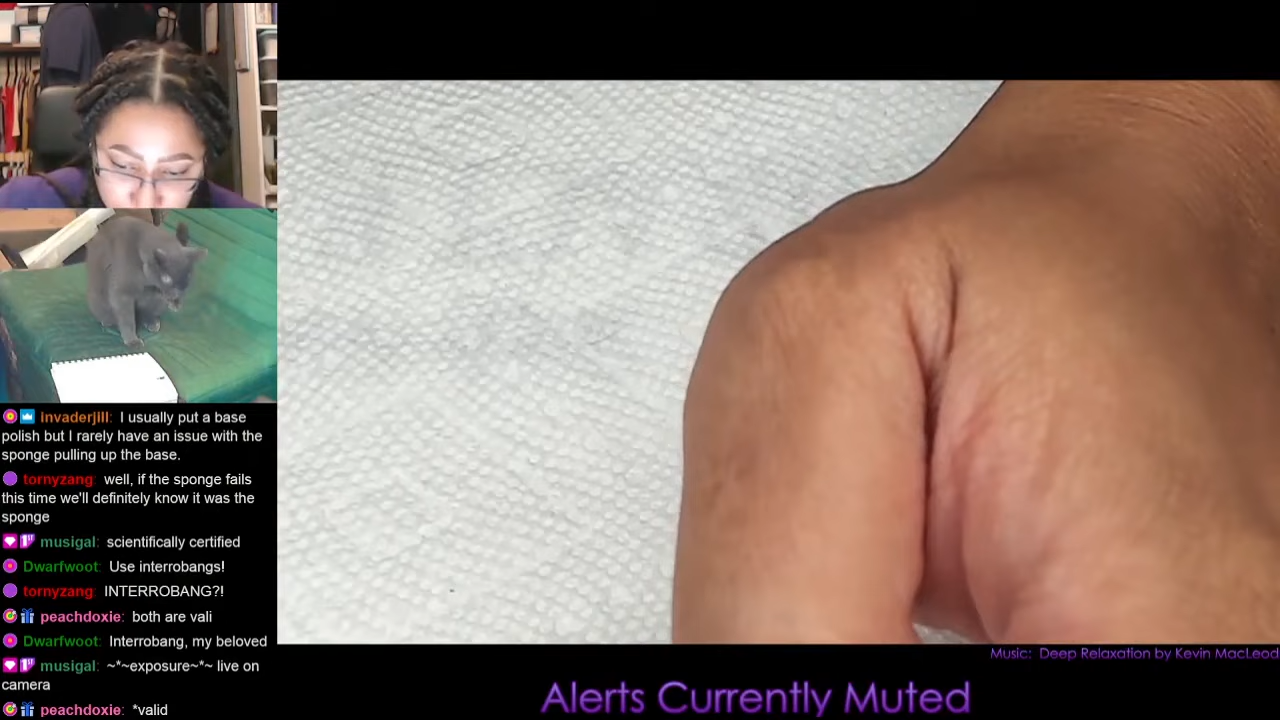 invaderjill: I usually put a base
polish but I rarely have an issue with the
sponge pulling up the base.
tornyzang: well, if the sponge fails
this time we'll definitely know it was the
sponge
musigal: scientifically certified
Dwarfwoot: Use interrobangs!
tornyzang: INTERROBANG?!
peachdoxie: both are vali
Dwarfwoot: Interrobang, my beloved
musigal: ~*~exposure~*~ live on
camera
peachdoxie: *valid
Music: Deep Relaxation by Kevin MacLeod
Alerts Currently Muted